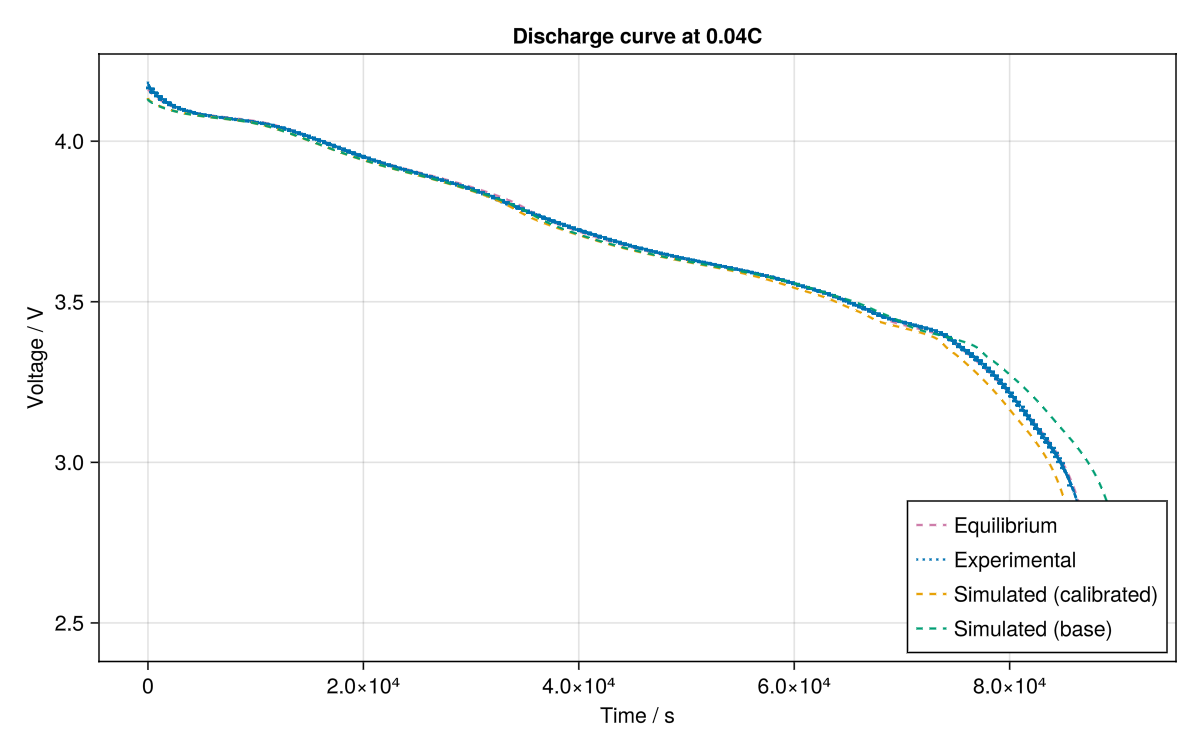 Discharge curve at 0.04C
Voltage / V
4.0
3.5
3.0
2.5
0
2.0×10⁴
4.0×10⁴
6.0×10⁴
8.0×10⁴
Time / s
Equilibrium
Experimental
Simulated (calibrated)
Simulated (base)